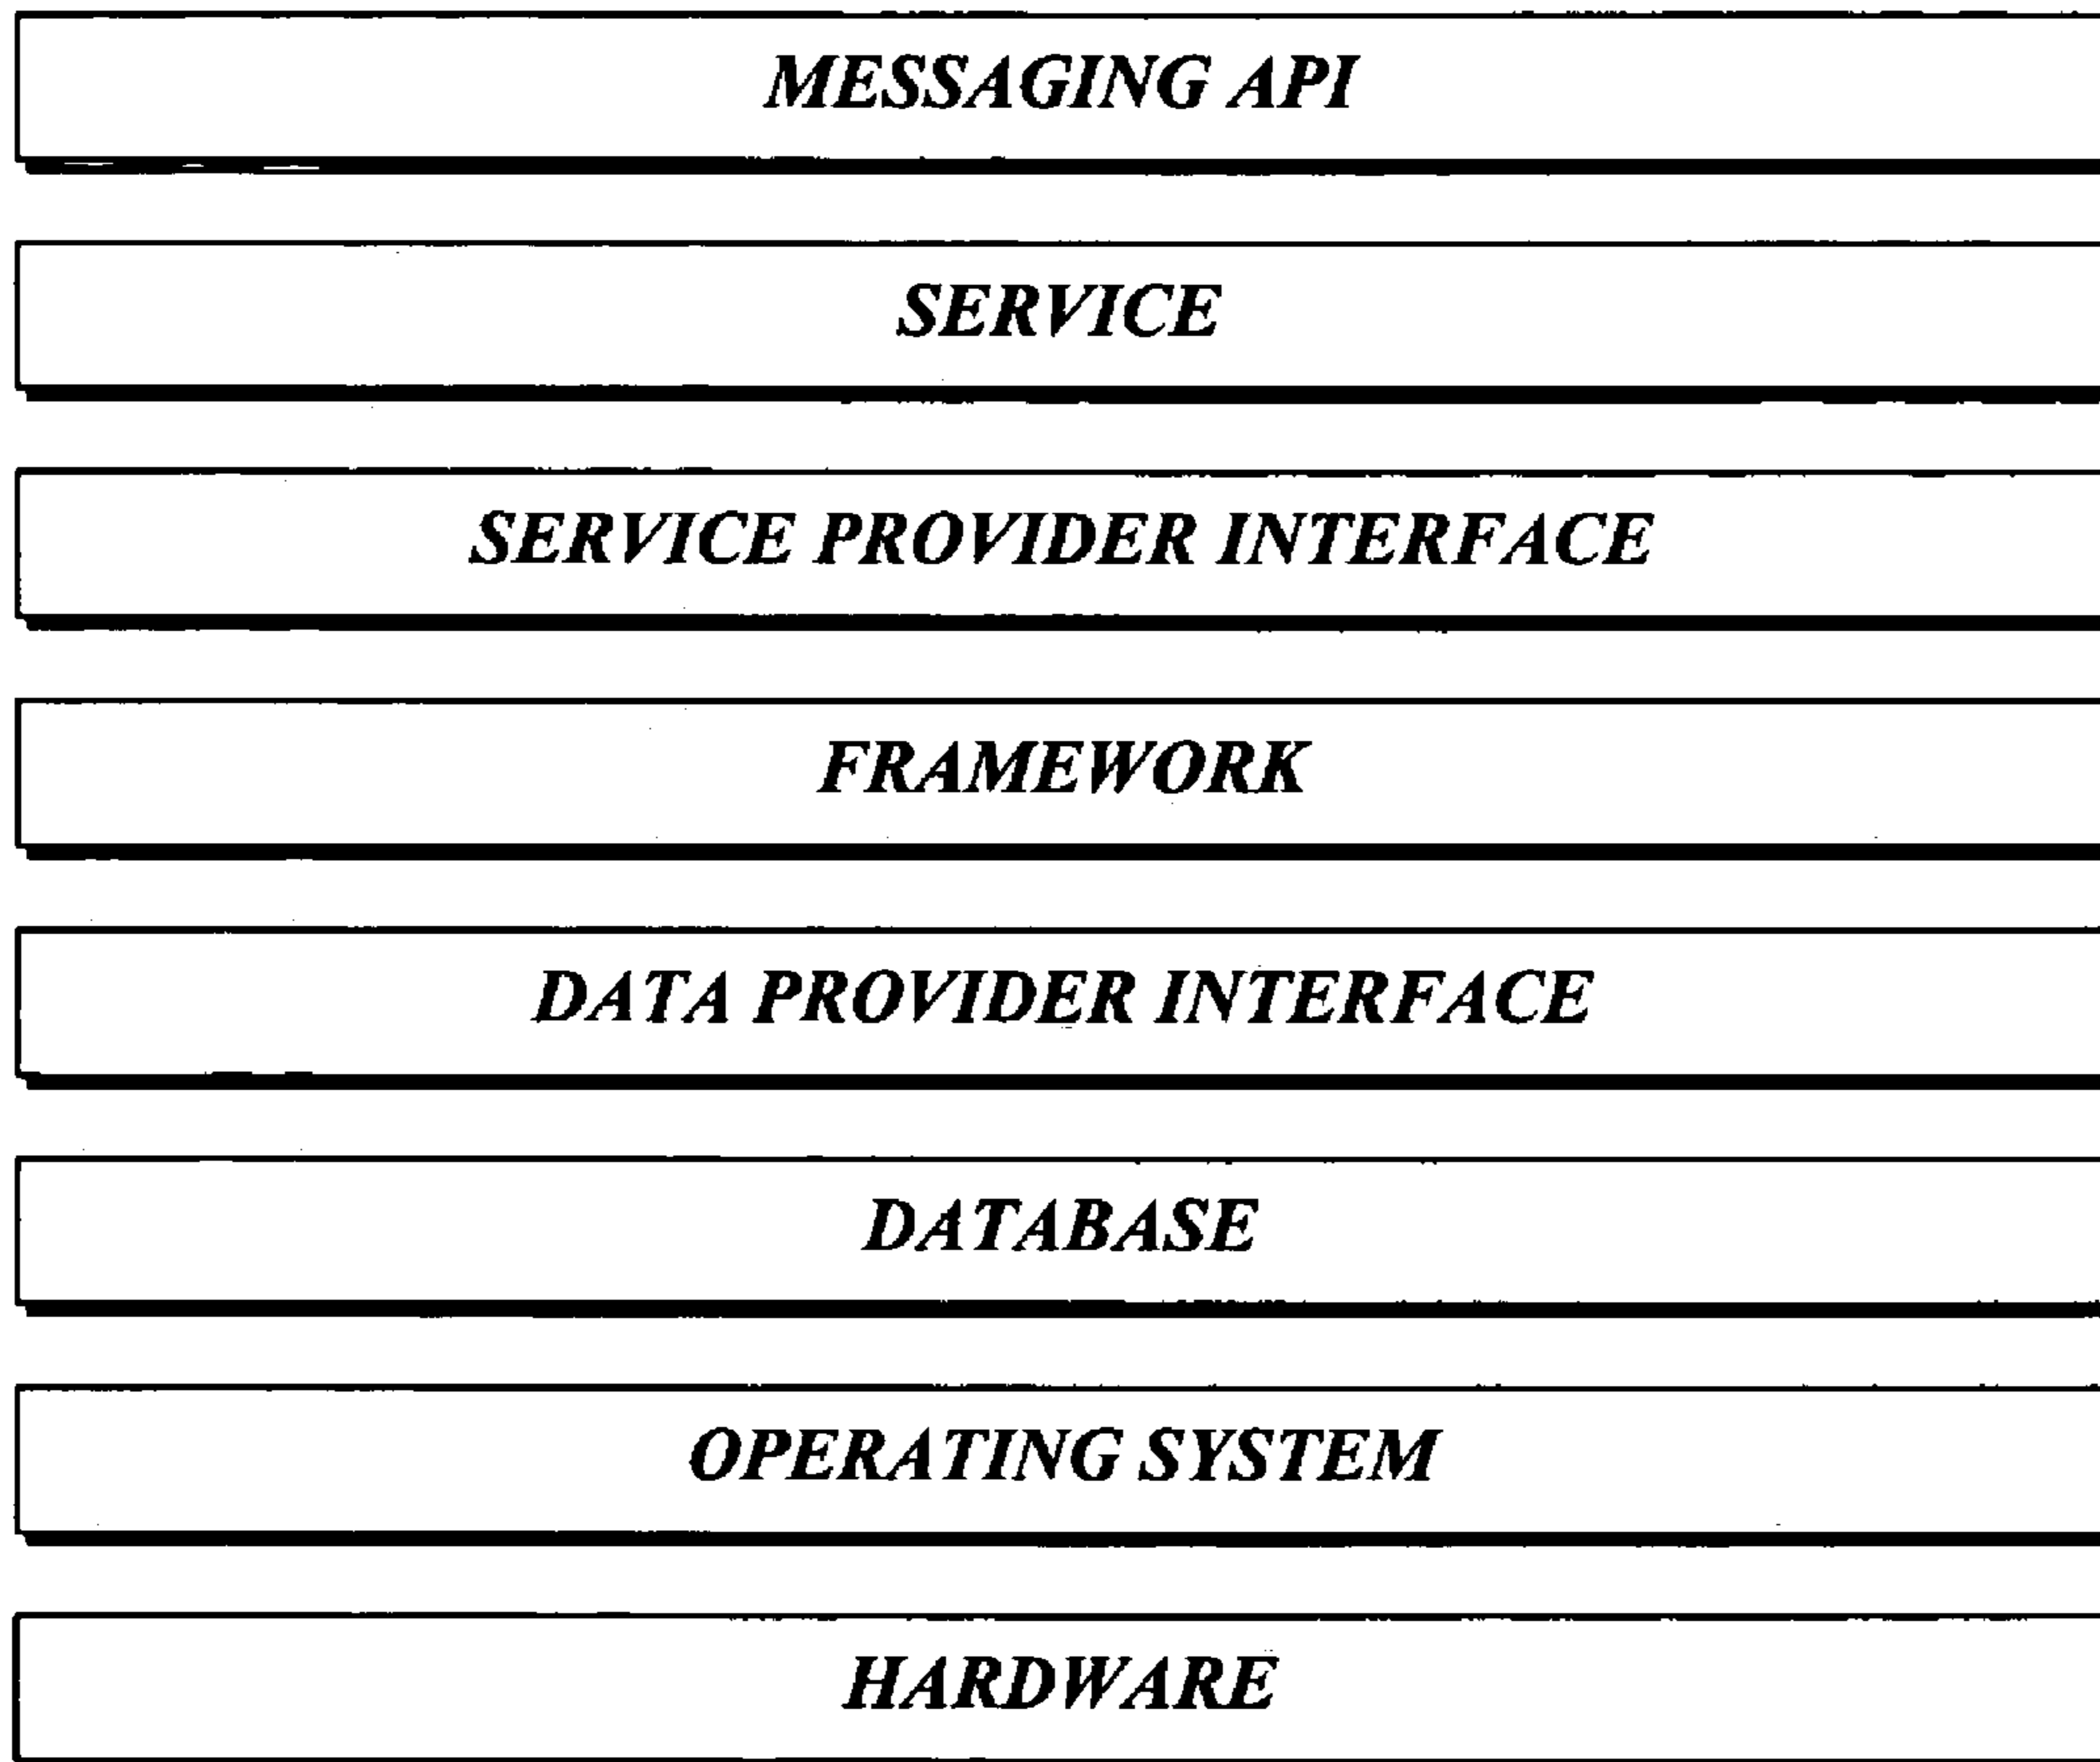 MESSAGING API
SERVICE
SERVICE PROVIDER INTERFACE
FRAMEWORK
DATA PROVIDER INTERFACE
DATABASE
OPERATING SYSTEM
HARDWARE